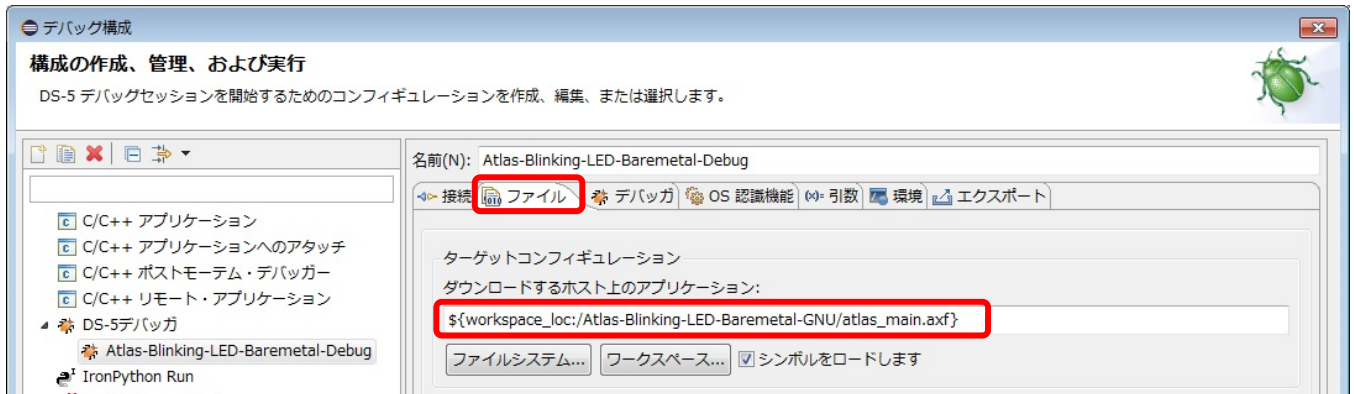 デバッグ構成
構成の作成、管理、および実行
DS-5 デバッグセッションを開始するためのコンフィギュレーションを作成、編集、または選択します。
名前(N): Atlas-Blinking-LED-Baremetal-Debug
接続 ファイル デバッガ OS 認識機能 (x)= 引数 環境 エクスポート
C/C++ アプリケーション
C/C++ アプリケーションへのアタッチ
C/C++ ポストモーテム・デバッガー
C/C++ リモート・アプリケーション
DS-5デバッガ
Atlas-Blinking-LED-Baremetal-Debug
IronPython Run
ターゲットコンフィギュレーション
ダウンロードするホスト上のアプリケーション:
${workspace_loc:/Atlas-Blinking-LED-Baremetal-GNU/atlas_main.axf}
ファイルシステム... ワークスペース... シンボルをロードします